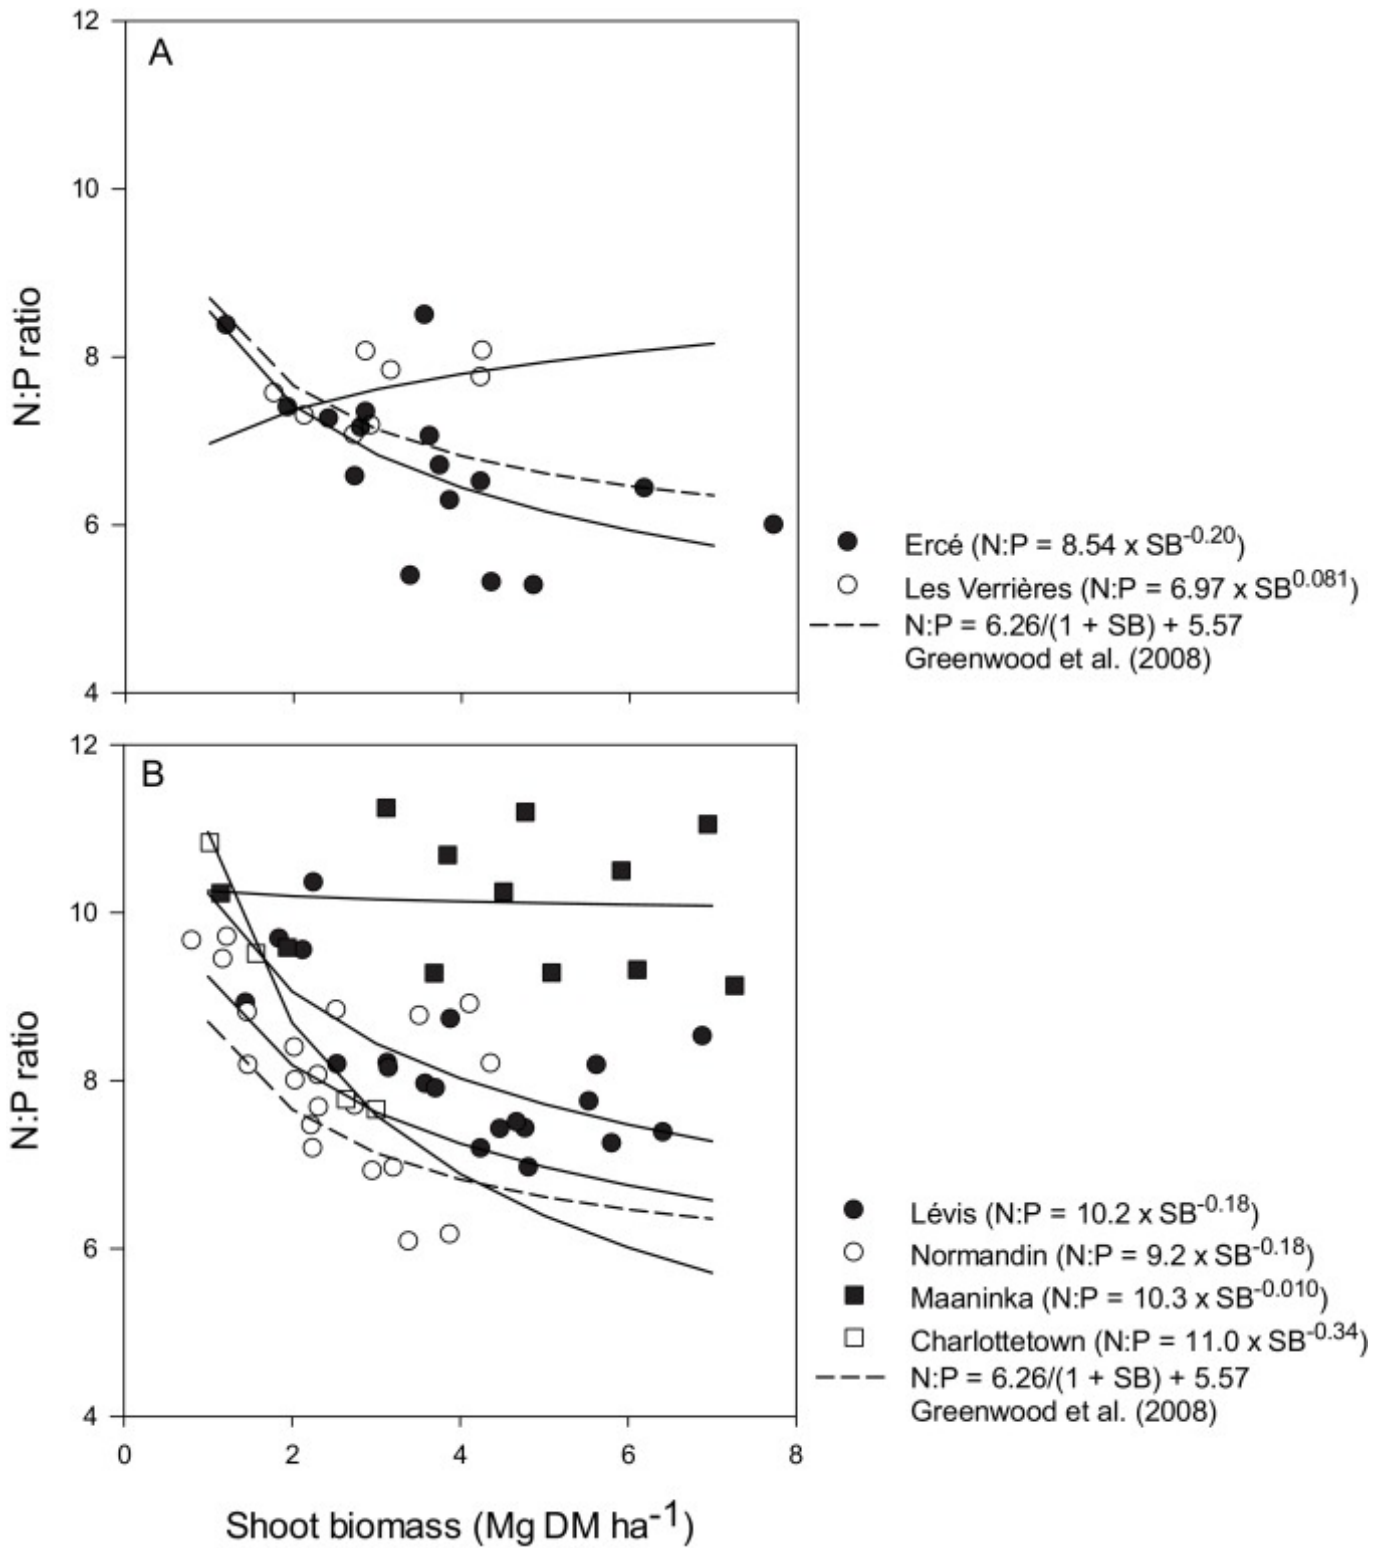 12
A
10
N:P ratio
8
6
4
Ercé (N:P = 8.54 x SB-0.20)
Les Verrières (N:P = 6.97 x SB0.081)
N:P = 6.26/(1 + SB) + 5.57
Greenwood et al. (2008)
12
B
10
N:P ratio
8
6
4
Lévis (N:P = 10.2 x SB-0.18)
Normandin (N:P = 9.2 x SB-0.18)
Maaninka (N:P = 10.3 x SB-0.010)
Charlottetown (N:P = 11.0 x SB-0.34)
N:P = 6.26/(1 + SB) + 5.57
Greenwood et al. (2008)
0 2 4 6 8
Shoot biomass (Mg DM ha-1)